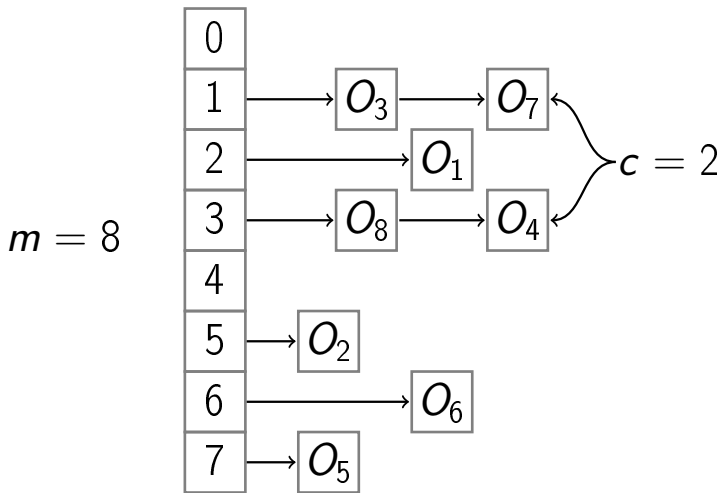 0
1 O₃ O₇
2 O₁ c = 2
3 O₈ O₄
m = 8
4
5 O₂
6 O₆
7 O₅